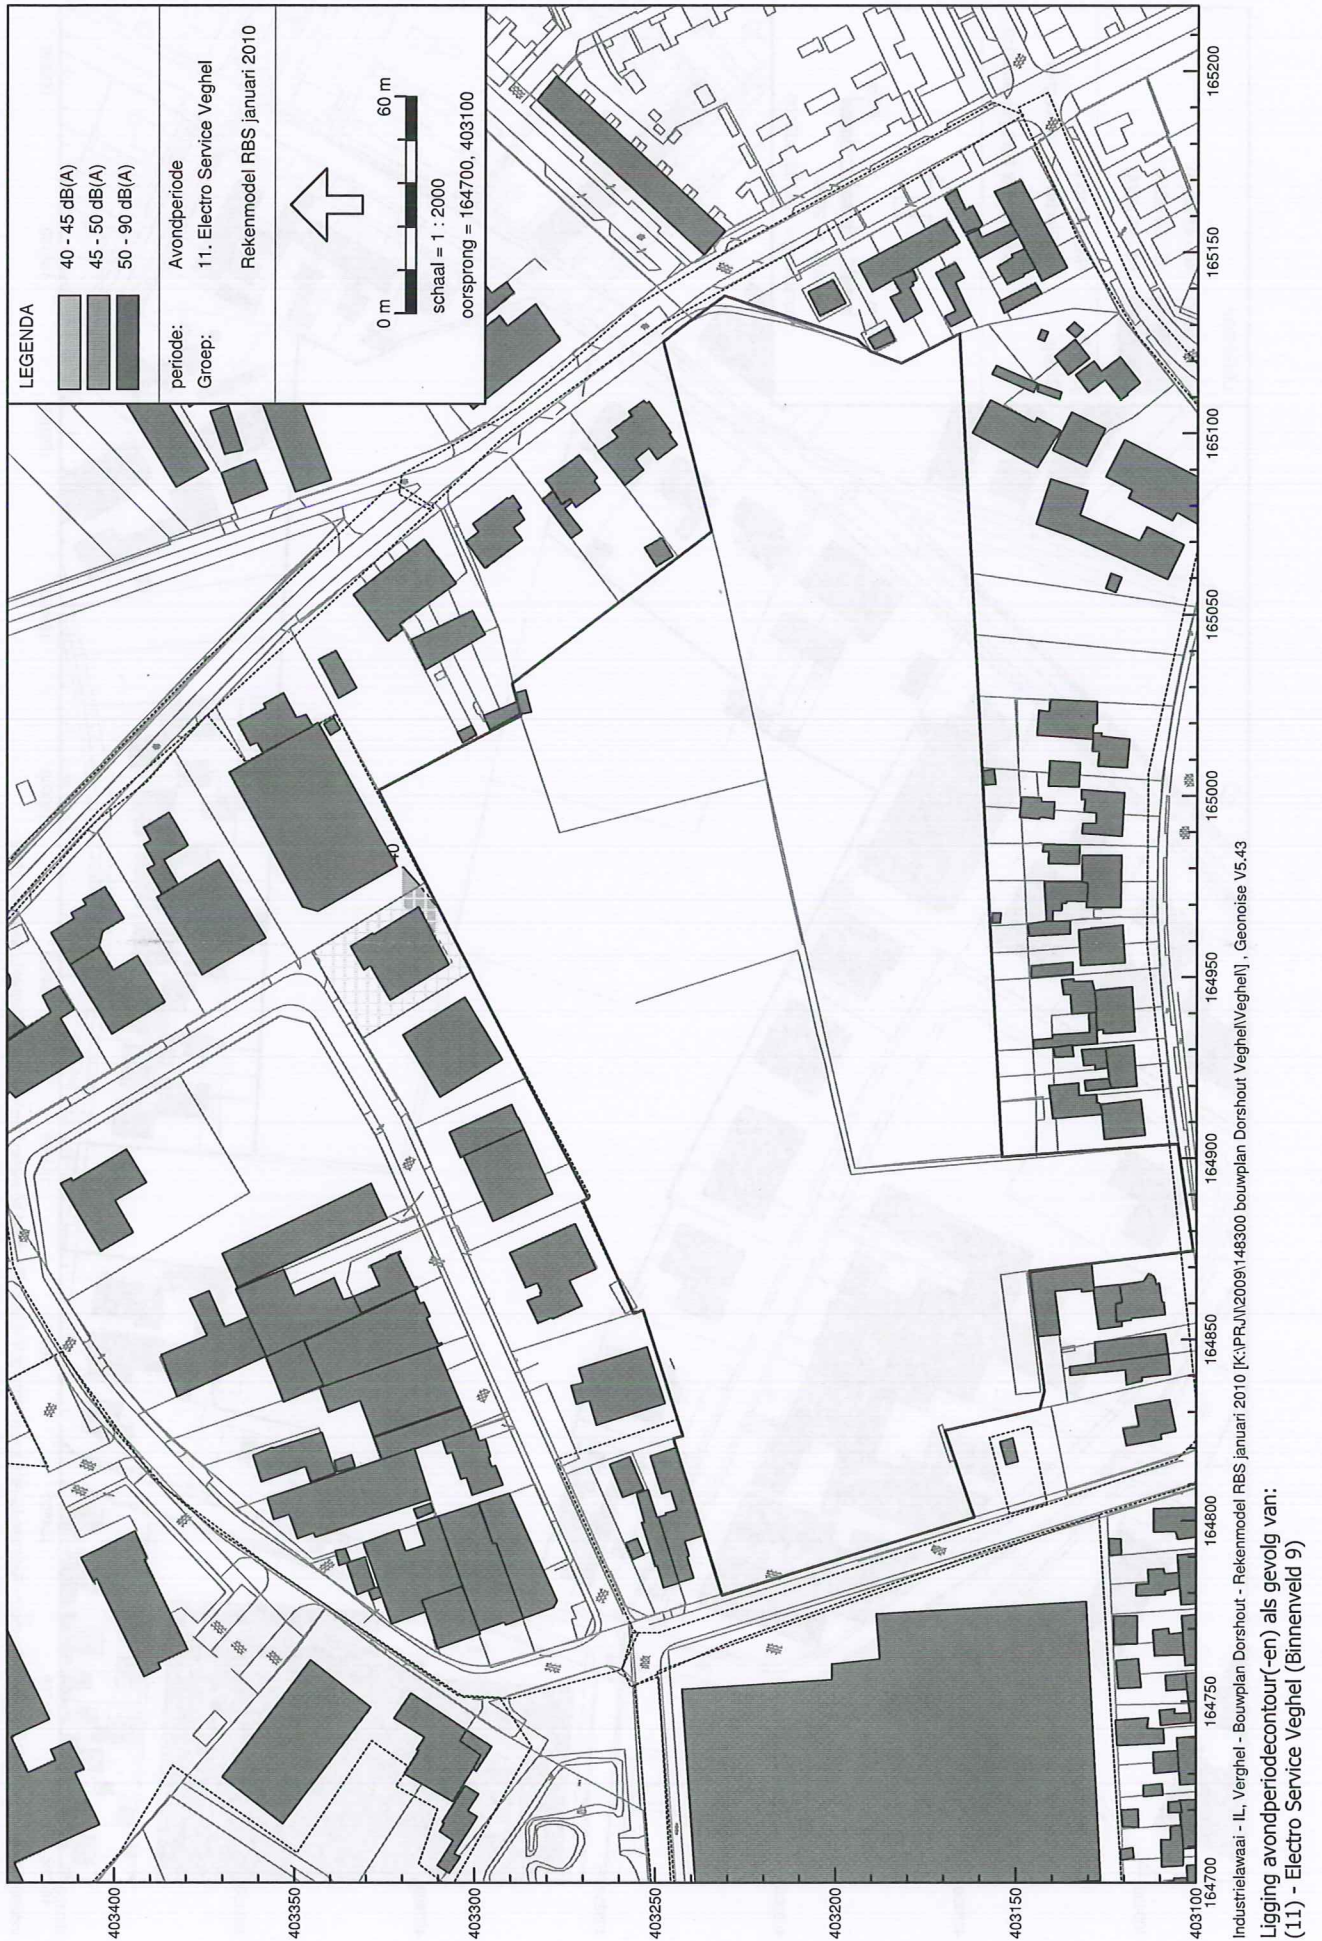 LEGENDA
40 - 45 dB(A)
45 - 50 dB(A)
50 - 90 dB(A)
periode: Avondperiode
Groep: 11. Electro Service Veghel
Rekenmodel RBS januari 2010
0 m 60 m
schaal = 1 : 2000
oorsprong = 164700, 403100
40
403400
403350
403300
403250
403200
403150
403100
164700 164750 164800 164850 164900 164950 165000 165050 165100 165150 165200
Industrielawaai - IL, Verghel - Bouwplan Dorshout - Rekenmodel RBS januari 2010 [K:\PRJ\I\2009\148300 bouwplan Dorshout Veghel\Veghel\] , Geonoise V5.43
Ligging avondperiodecontour(-en) als gevolg van:
(11) - Electro Service Veghel (Binnenveld 9)